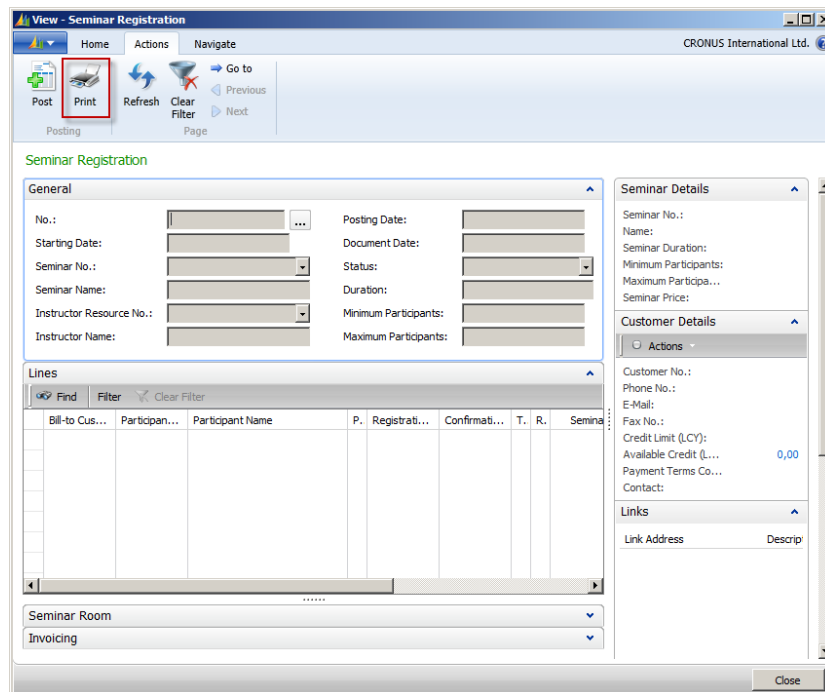 View - Seminar Registration
Home Actions Navigate CRONUS International Ltd.
Post Print Refresh Clear Filter Go to
Previous
Next
Posting Page
Seminar Registration
General
No.: ... Posting Date:
Starting Date: Document Date:
Seminar No.: Status:
Seminar Name: Duration:
Instructor Resource No.: Minimum Participants:
Instructor Name: Maximum Participants:
Lines
Find Filter Clear Filter
Bill-to Cus... Participan... Participant Name P. Registrati... Confirmati... T. R. Semina
Seminar Room
Invoicing
Seminar Details
Seminar No.:
Name:
Seminar Duration:
Minimum Participants:
Maximum Participa...
Seminar Price:
Customer Details
Actions
Customer No.:
Phone No.:
E-Mail:
Fax No.:
Credit Limit (LCY):
Available Credit (L... 0,00
Payment Terms Co...
Contact:
Links
Link Address Descrip
Close